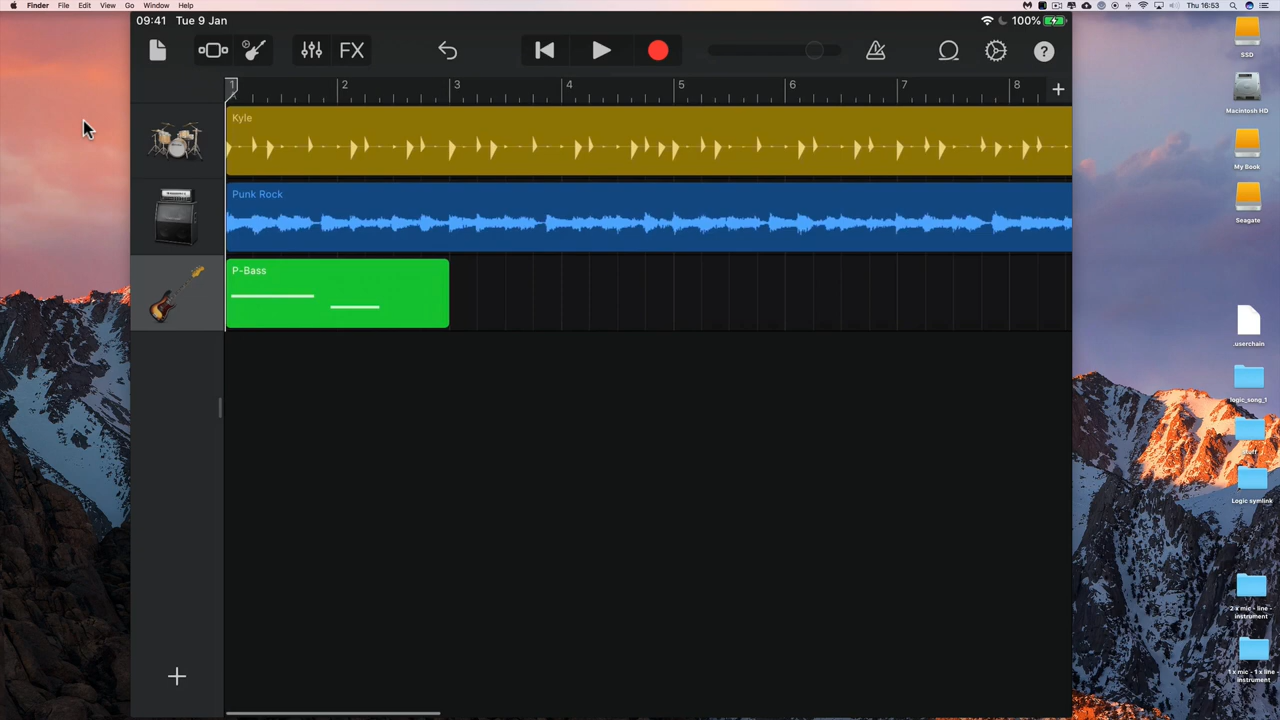 Finder File Edit View Go Window Help
Thu 16:53
09:41 Tue 9 Jan
100%
FX
1 2 3 4 5 6 7 8
Kyle
Punk Rock
P-Bass
SSD
Macintosh HD
My Book
Seagate
.userchain
logic_song_1
Logic symlink
2 x mic - line -
instrument
1 x mic - 1 x line -
instrument